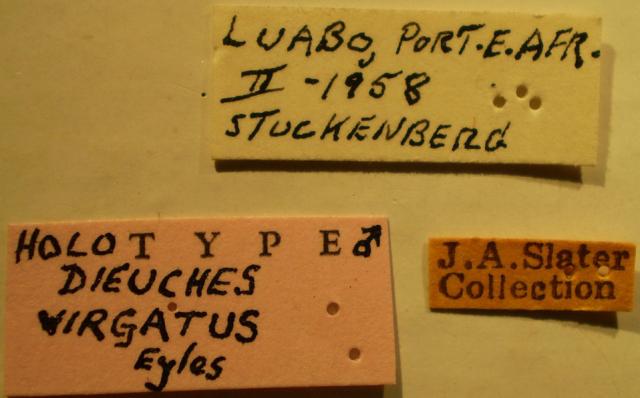 LUABO, PORT. E. AFR.
II - 1958
STUCKENBERG
HOLOTYPE ♂
DIEUCHES
VIRGATUS
Eyles
J. A. Slater
Collection